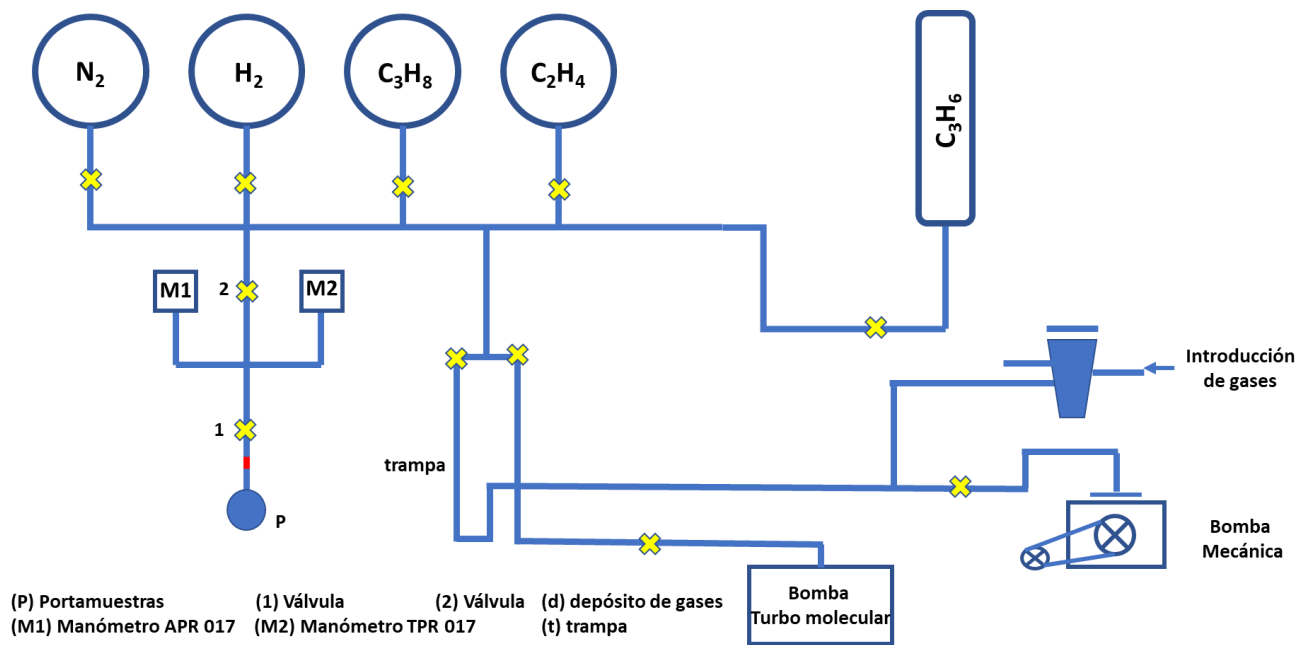 N₂
H₂
C₃H₈
C₂H₄
C₃H₆
M1
2
M2
Introducción
de gases
1
trampa
P
Bomba
Mecánica
Bomba
Turbo molecular
(P) Portamuestras (1) Válvula (2) Válvula (d) depósito de gases
(M1) Manómetro APR 017 (M2) Manómetro TPR 017 (t) trampa